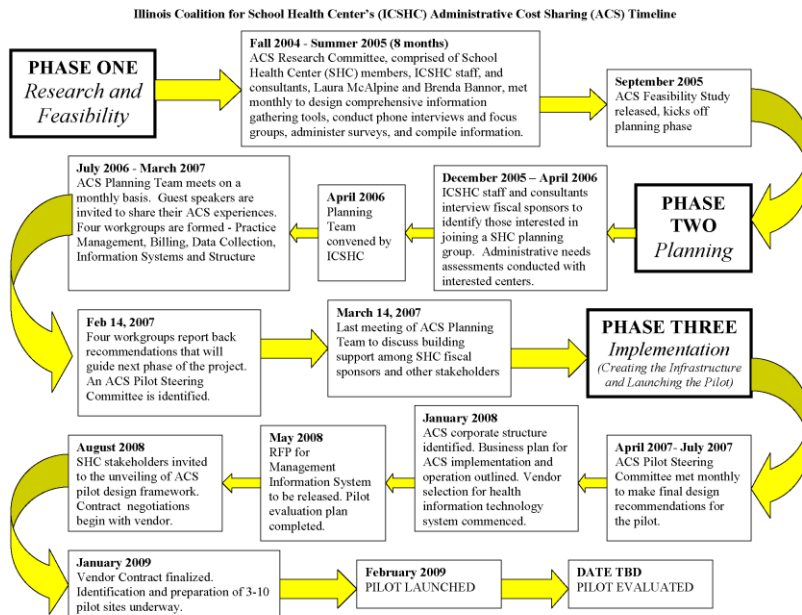 Illinois Coalition for School Health Center's (ICSHC) Administrative Cost Sharing (ACS) Timeline
PHASE ONE
Research and
Feasibility
Fall 2004 - Summer 2005 (8 months)
ACS Research Committee, comprised of School
Health Center (SHC) members, ICSHC staff, and
consultants, Laura McAlpine and Brenda Bannor, met
monthly to design comprehensive information
gathering tools, conduct phone interviews and focus
groups, administer surveys, and compile information.
September 2005
ACS Feasibility Study
released, kicks off
planning phase
PHASE
TWO
Planning
December 2005 – April 2006
ICSHC staff and consultants
interview fiscal sponsors to
identify those interested in
joining a SHC planning
group. Administrative needs
assessments conducted with
interested centers.
April 2006
Planning
Team
convened by
ICSHC
July 2006 - March 2007
ACS Planning Team meets on a
monthly basis. Guest speakers are
invited to share their ACS experiences.
Four workgroups are formed - Practice
Management, Billing, Data Collection,
Information Systems and Structure
Feb 14, 2007
Four workgroups report back
recommendations that will
guide next phase of the project.
An ACS Pilot Steering
Committee is identified.
March 14, 2007
Last meeting of ACS Planning
Team to discuss building
support among SHC fiscal
sponsors and other stakeholders
PHASE THREE
Implementation
(Creating the Infrastructure
and Launching the Pilot)
April 2007- July 2007
ACS Pilot Steering
Committee met monthly
to make final design
recommendations for
the pilot.
January 2008
ACS corporate structure
identified. Business plan for
ACS implementation and
operation outlined. Vendor
selection for health
information technology
system commenced.
May 2008
RFP for
Management
Information System
to be released. Pilot
evaluation plan
completed.
August 2008
SHC stakeholders invited
to the unveiling of ACS
pilot design framework.
Contract negotiations
begin with vendor.
January 2009
Vendor Contract finalized.
Identification and preparation of 3-10
pilot sites underway.
February 2009
PILOT LAUNCHED
DATE TBD
PILOT EVALUATED